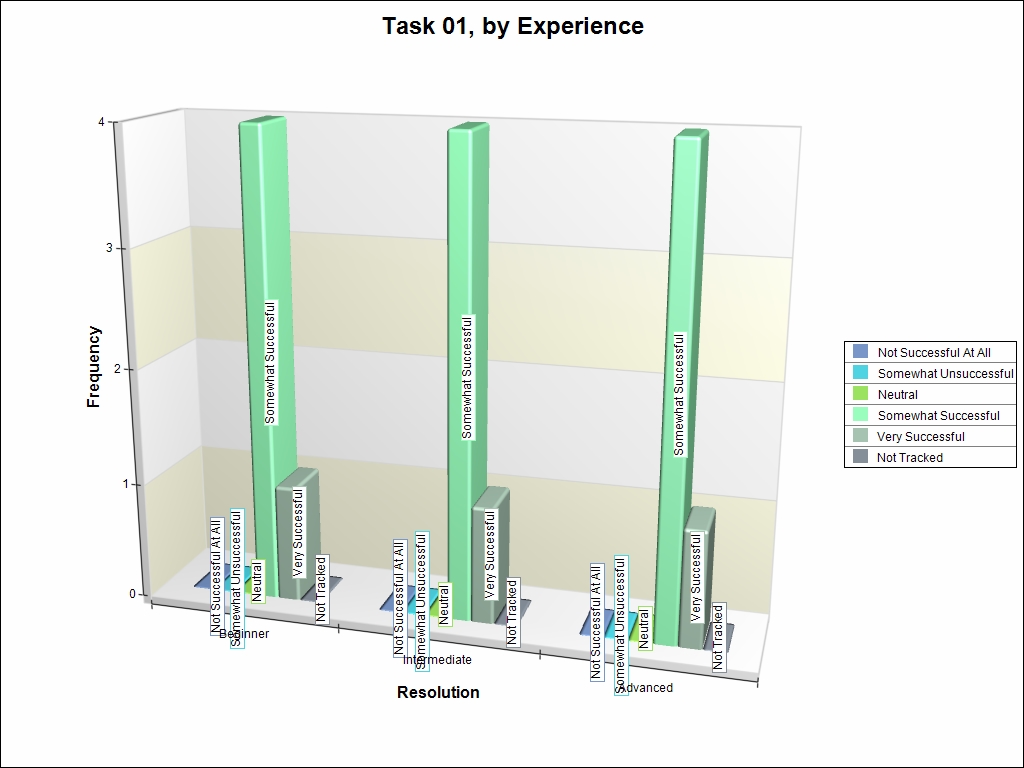 Task 01, by Experience
Frequency
4
3
2
1
0
Not Successful At All
Somewhat Unsuccessful
Neutral
Somewhat Successful
Very Successful
Not Tracked
Not Successful At All
Somewhat Unsuccessful
Neutral
Somewhat Successful
Very Successful
Not Tracked
Not Successful At All
Somewhat Unsuccessful
Neutral
Somewhat Successful
Very Successful
Not Tracked
Beginner
Intermediate
Advanced
Resolution
Not Successful At All
Somewhat Unsuccessful
Neutral
Somewhat Successful
Very Successful
Not Tracked